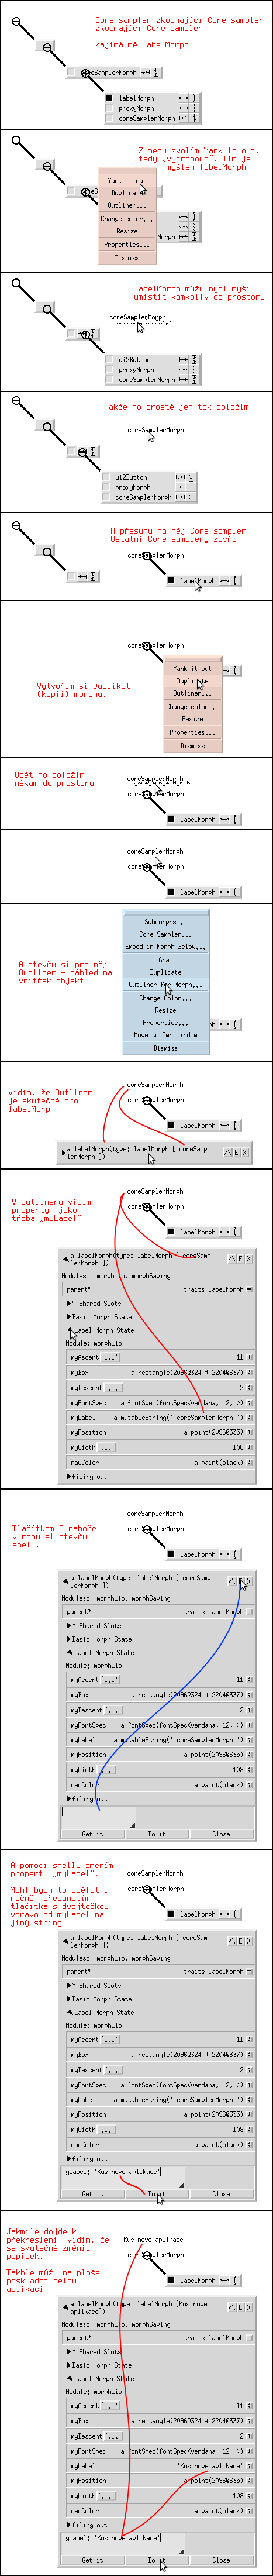 Core sampler zkoumající Core sampler
zkoumající Core sampler.
Zajímá mě labelMorph.
coreSamplerMorph
labelMorph
proxyMorph
coreSamplerMorph
Z menu zvolím Yank it out,
tedy „vytrhnout“. Tím je
myšlen labelMorph.
Yank it out
Duplicate
Outliner...
Change color...
Resize
Properties...
Dismiss
labelMorph můžu nyní myší
umístit kamkoliv do prostoru.
coreSamplerMorph
ui2Button
proxyMorph
coreSamplerMorph
Takže ho prostě jen tak položím.
coreSamplerMorph
ui2Button
proxyMorph
coreSamplerMorph
A přesunu na něj Core sampler.
Ostatní Core samplery zavřu.
coreSamplerMorph
labelMorph
coreSamplerMorph
Vytvořím si Duplikát
(kopii) morphu.
Yank it out
Duplicate
Outliner...
Change color...
Resize
Properties...
Dismiss
Opět ho položím
někam do prostoru.
coreSamplerMorph
coreSamplerMorph
labelMorph
coreSamplerMorph
coreSamplerMorph
labelMorph
A otevřu si pro něj
Outliner - náhled na
vnitřek objektu.
Submorphs...
Core Sampler...
Embed in Morph Below...
Grab
Duplicate
Outliner for Morph...
Change Color...
Resize
Properties...
Move to Own Window
Dismiss
Vidím, že Outliner
je skutečně pro
labelMorph.
coreSamplerMorph
coreSamplerMorph
labelMorph
a labelMorph(type: labelMorph [ coreSamp
lerMorph ])
V Outlineru vidím
property, jako
třeba „myLabel“.
coreSamplerMorph
coreSamplerMorph
labelMorph
a labelMorph(type: labelMorph [ coreSamp
lerMorph ])
Modules: morphLib, morphSaving
parent* traits labelMorph =
* Shared Slots
Basic Morph State
Label Morph State
Module: morphLib
myAscent '...' 11 :
myBox a rectangle(20960324 # 22040337) :
myDescent '...' 2 :
myFontSpec a fontSpec(fontSpec(verdana, 12, )) :
myLabel a mutableString(' coreSamplerMorph ') :
myPosition a point(20960335) :
myWidth '...' 108 :
rawColor a paint(black) :
filing out
Tlačítkem E nahoře
v rohu si otevřu
shell.
coreSamplerMorph
coreSamplerMorph
labelMorph
a labelMorph(type: labelMorph [ coreSamp
lerMorph ])
Modules: morphLib, morphSaving
parent* traits labelMorph =
* Shared Slots
Basic Morph State
Label Morph State
Module: morphLib
myAscent '...' 11 :
myBox a rectangle(20960324 # 22040337) :
myDescent '...' 2 :
myFontSpec a fontSpec(fontSpec(verdana, 12, )) :
myLabel a mutableString(' coreSamplerMorph ') :
myPosition a point(20960335) :
myWidth '...' 108 :
rawColor a paint(black) :
filing out
Get it Do it Close
A pomocí shellu změním
property „myLabel“.
Mohl bych to udělat i
ručně, přesunutím
tlačítka s dvojtečkou
vpravo od myLabel na
jiný string.
coreSamplerMorph
coreSamplerMorph
labelMorph
a labelMorph(type: labelMorph [ coreSamp
lerMorph ])
Modules: morphLib, morphSaving
parent* traits labelMorph =
* Shared Slots
Basic Morph State
Label Morph State
Module: morphLib
myAscent '...' 11 :
myBox a rectangle(20960324 # 22040337) :
myDescent '...' 2 :
myFontSpec a fontSpec(fontSpec(verdana, 12, )) :
myLabel a mutableString(' coreSamplerMorph ') :
myPosition a point(20960335) :
myWidth '...' 108 :
rawColor a paint(black) :
filing out
myLabel: 'Kus nove aplikace'
Get it Do it Close
Jakmile dojde k
překreslení, vidím, že
se skutečně změnil
popisek.
Takhle můžu na ploše
poskládat celou
aplikaci.
Kus nove aplikace
coreSamplerMorph
labelMorph
a labelMorph(type: labelMorph [Kus nove
aplikace])
Modules: morphLib, morphSaving
parent* traits labelMorph =
* Shared Slots
Basic Morph State
Label Morph State
Module: morphLib
myAscent '...' 11 :
myBox a rectangle(20960324 # 22040337) :
myDescent '...' 2 :
myFontSpec a fontSpec(fontSpec(verdana, 12, )) :
myLabel 'Kus nove aplikace' :
myPosition a point(20960335) :
myWidth '...' 108 :
rawColor a paint(black) :
filing out
myLabel: 'Kus nove aplikace'
Get it Do it Close